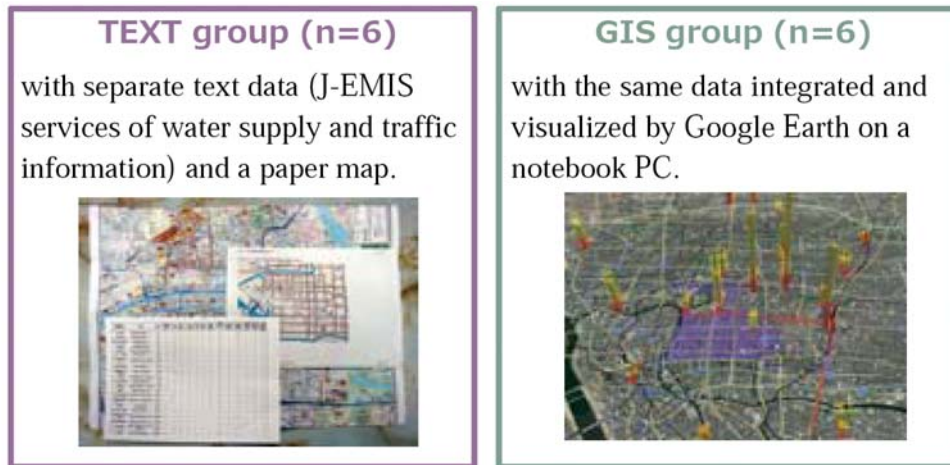 TEXT group (n=6)
with separate text data (J-EMIS
services of water supply and traffic
information) and a paper map.
GIS group (n=6)
with the same data integrated and
visualized by Google Earth on a
notebook PC.